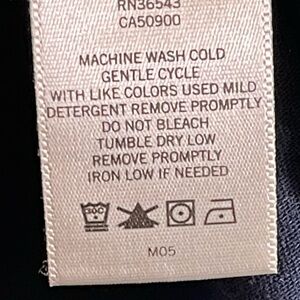 RN36543
CA50900
MACHINE WASH COLD
GENTLE CYCLE
WITH LIKE COLORS USED MILD
DETERGENT REMOVE PROMPTLY
DO NOT BLEACH
TUMBLE DRY LOW
REMOVE PROMPTLY
IRON LOW IF NEEDED
M05